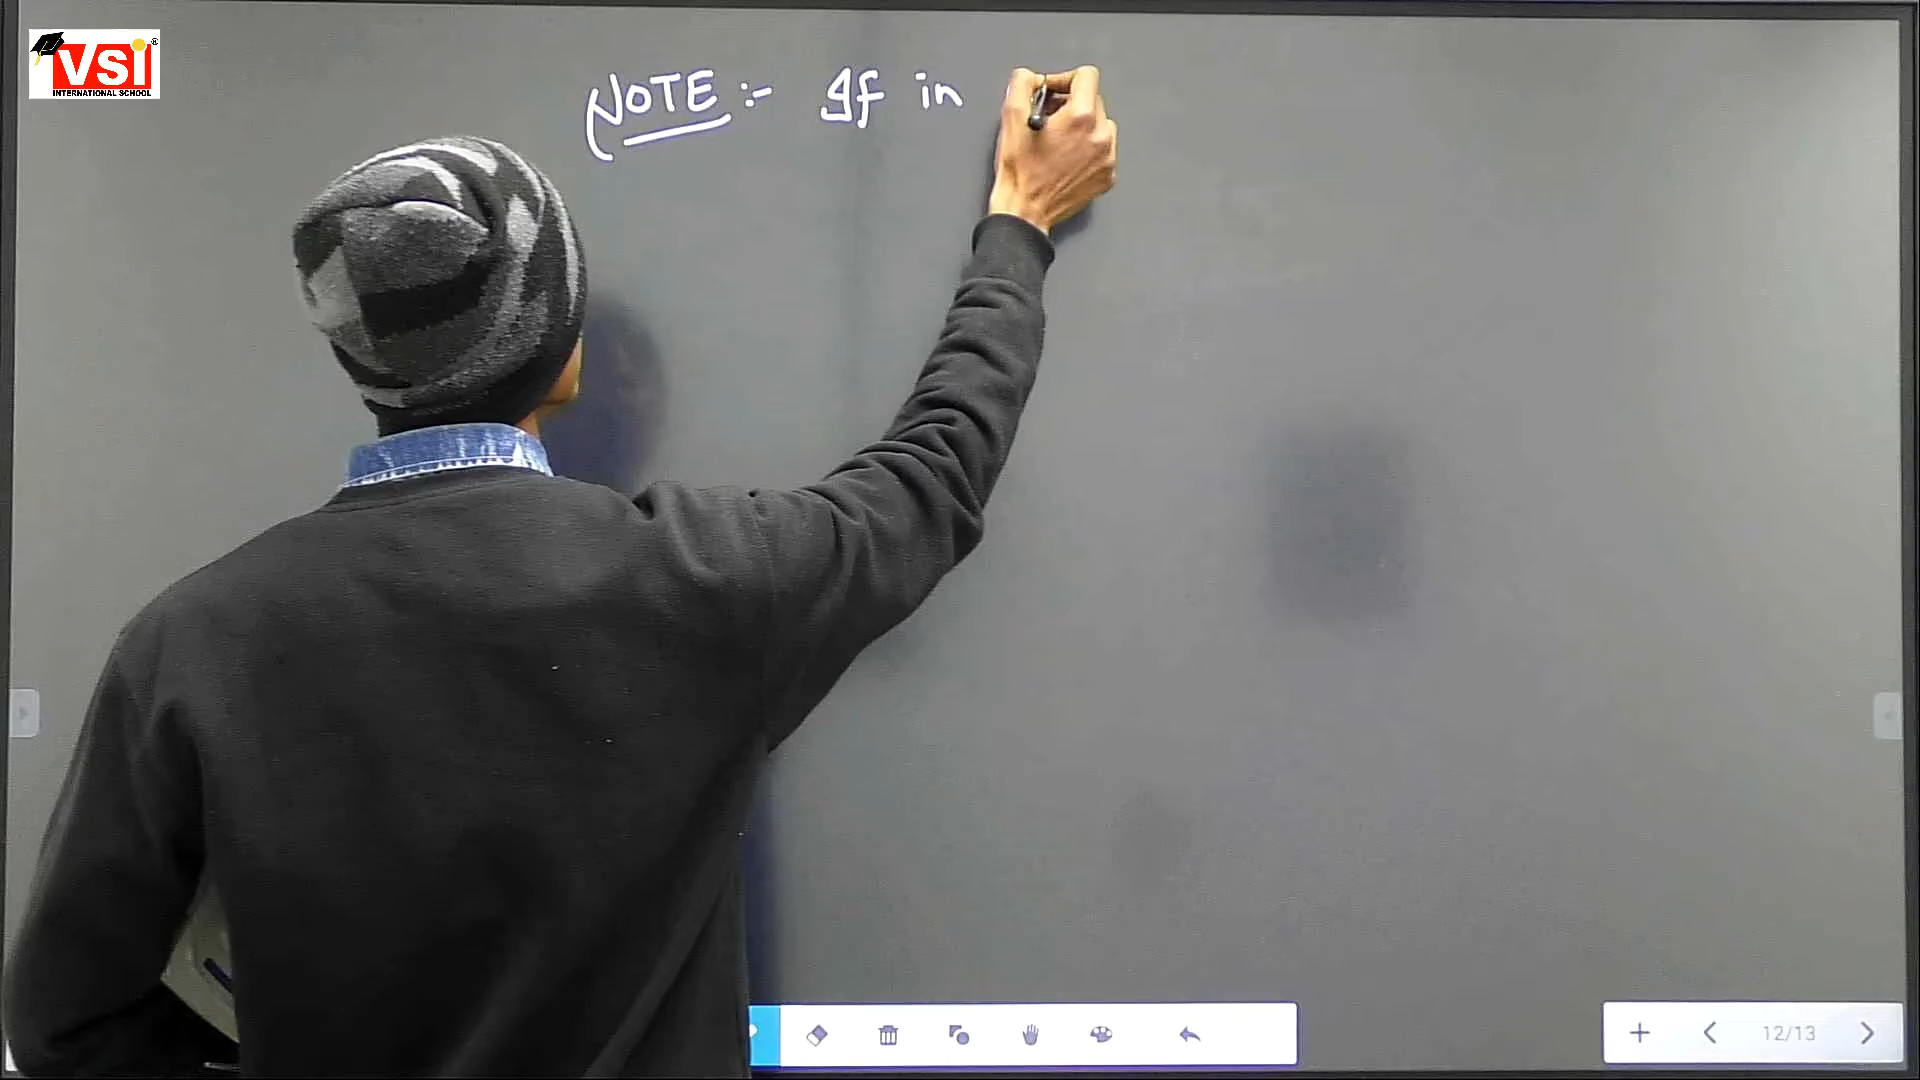 VSI
INTERNATIONAL SCHOOL
NOTE :- If in
12/13